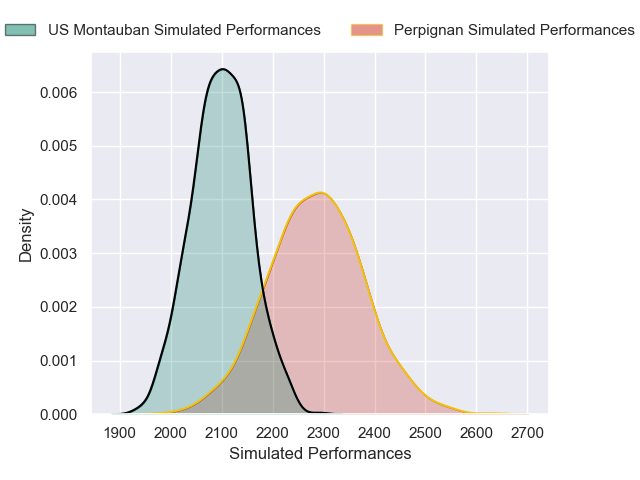 US Montauban Simulated Performances
Perpignan Simulated Performances
0.006
0.005
0.004
0.003
0.002
0.001
0.000
Density
1900 2000 2100 2200 2300 2400 2500 2600 2700
Simulated Performances